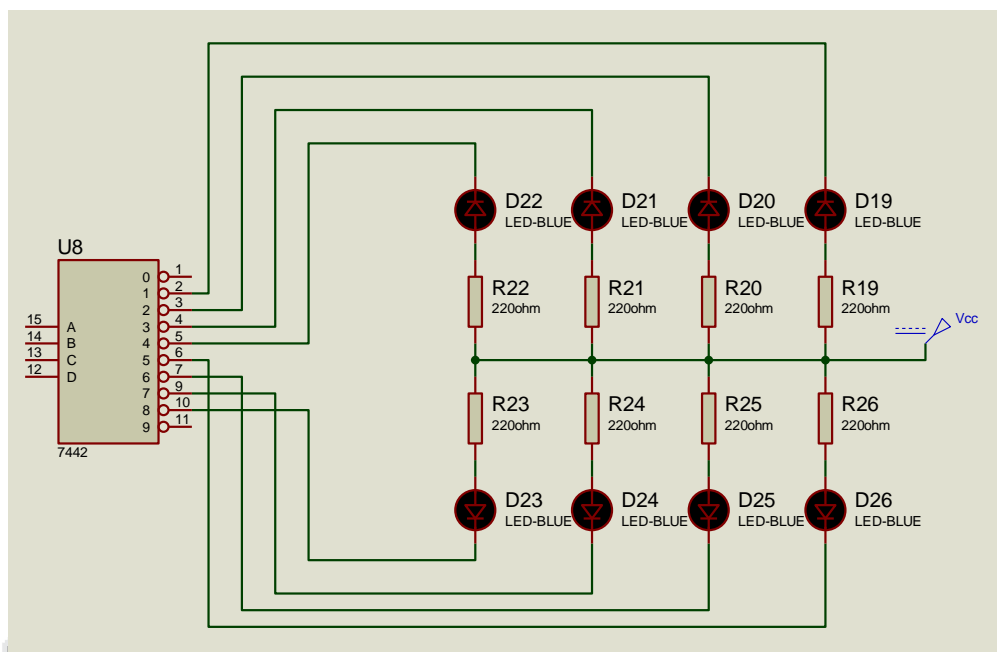 D22
LED-BLUE
D21
LED-BLUE
D20
LED-BLUE
D19
LED-BLUE
U8
0 1
1 2
2 3
3 4
4 5
5 6
6 7
7 9
8 10
9 11
15 A
14 B
13 C
12 D
7442
R22
220ohm
R21
220ohm
R20
220ohm
R19
220ohm
Vcc
R23
220ohm
R24
220ohm
R25
220ohm
R26
220ohm
D23
LED-BLUE
D24
LED-BLUE
D25
LED-BLUE
D26
LED-BLUE